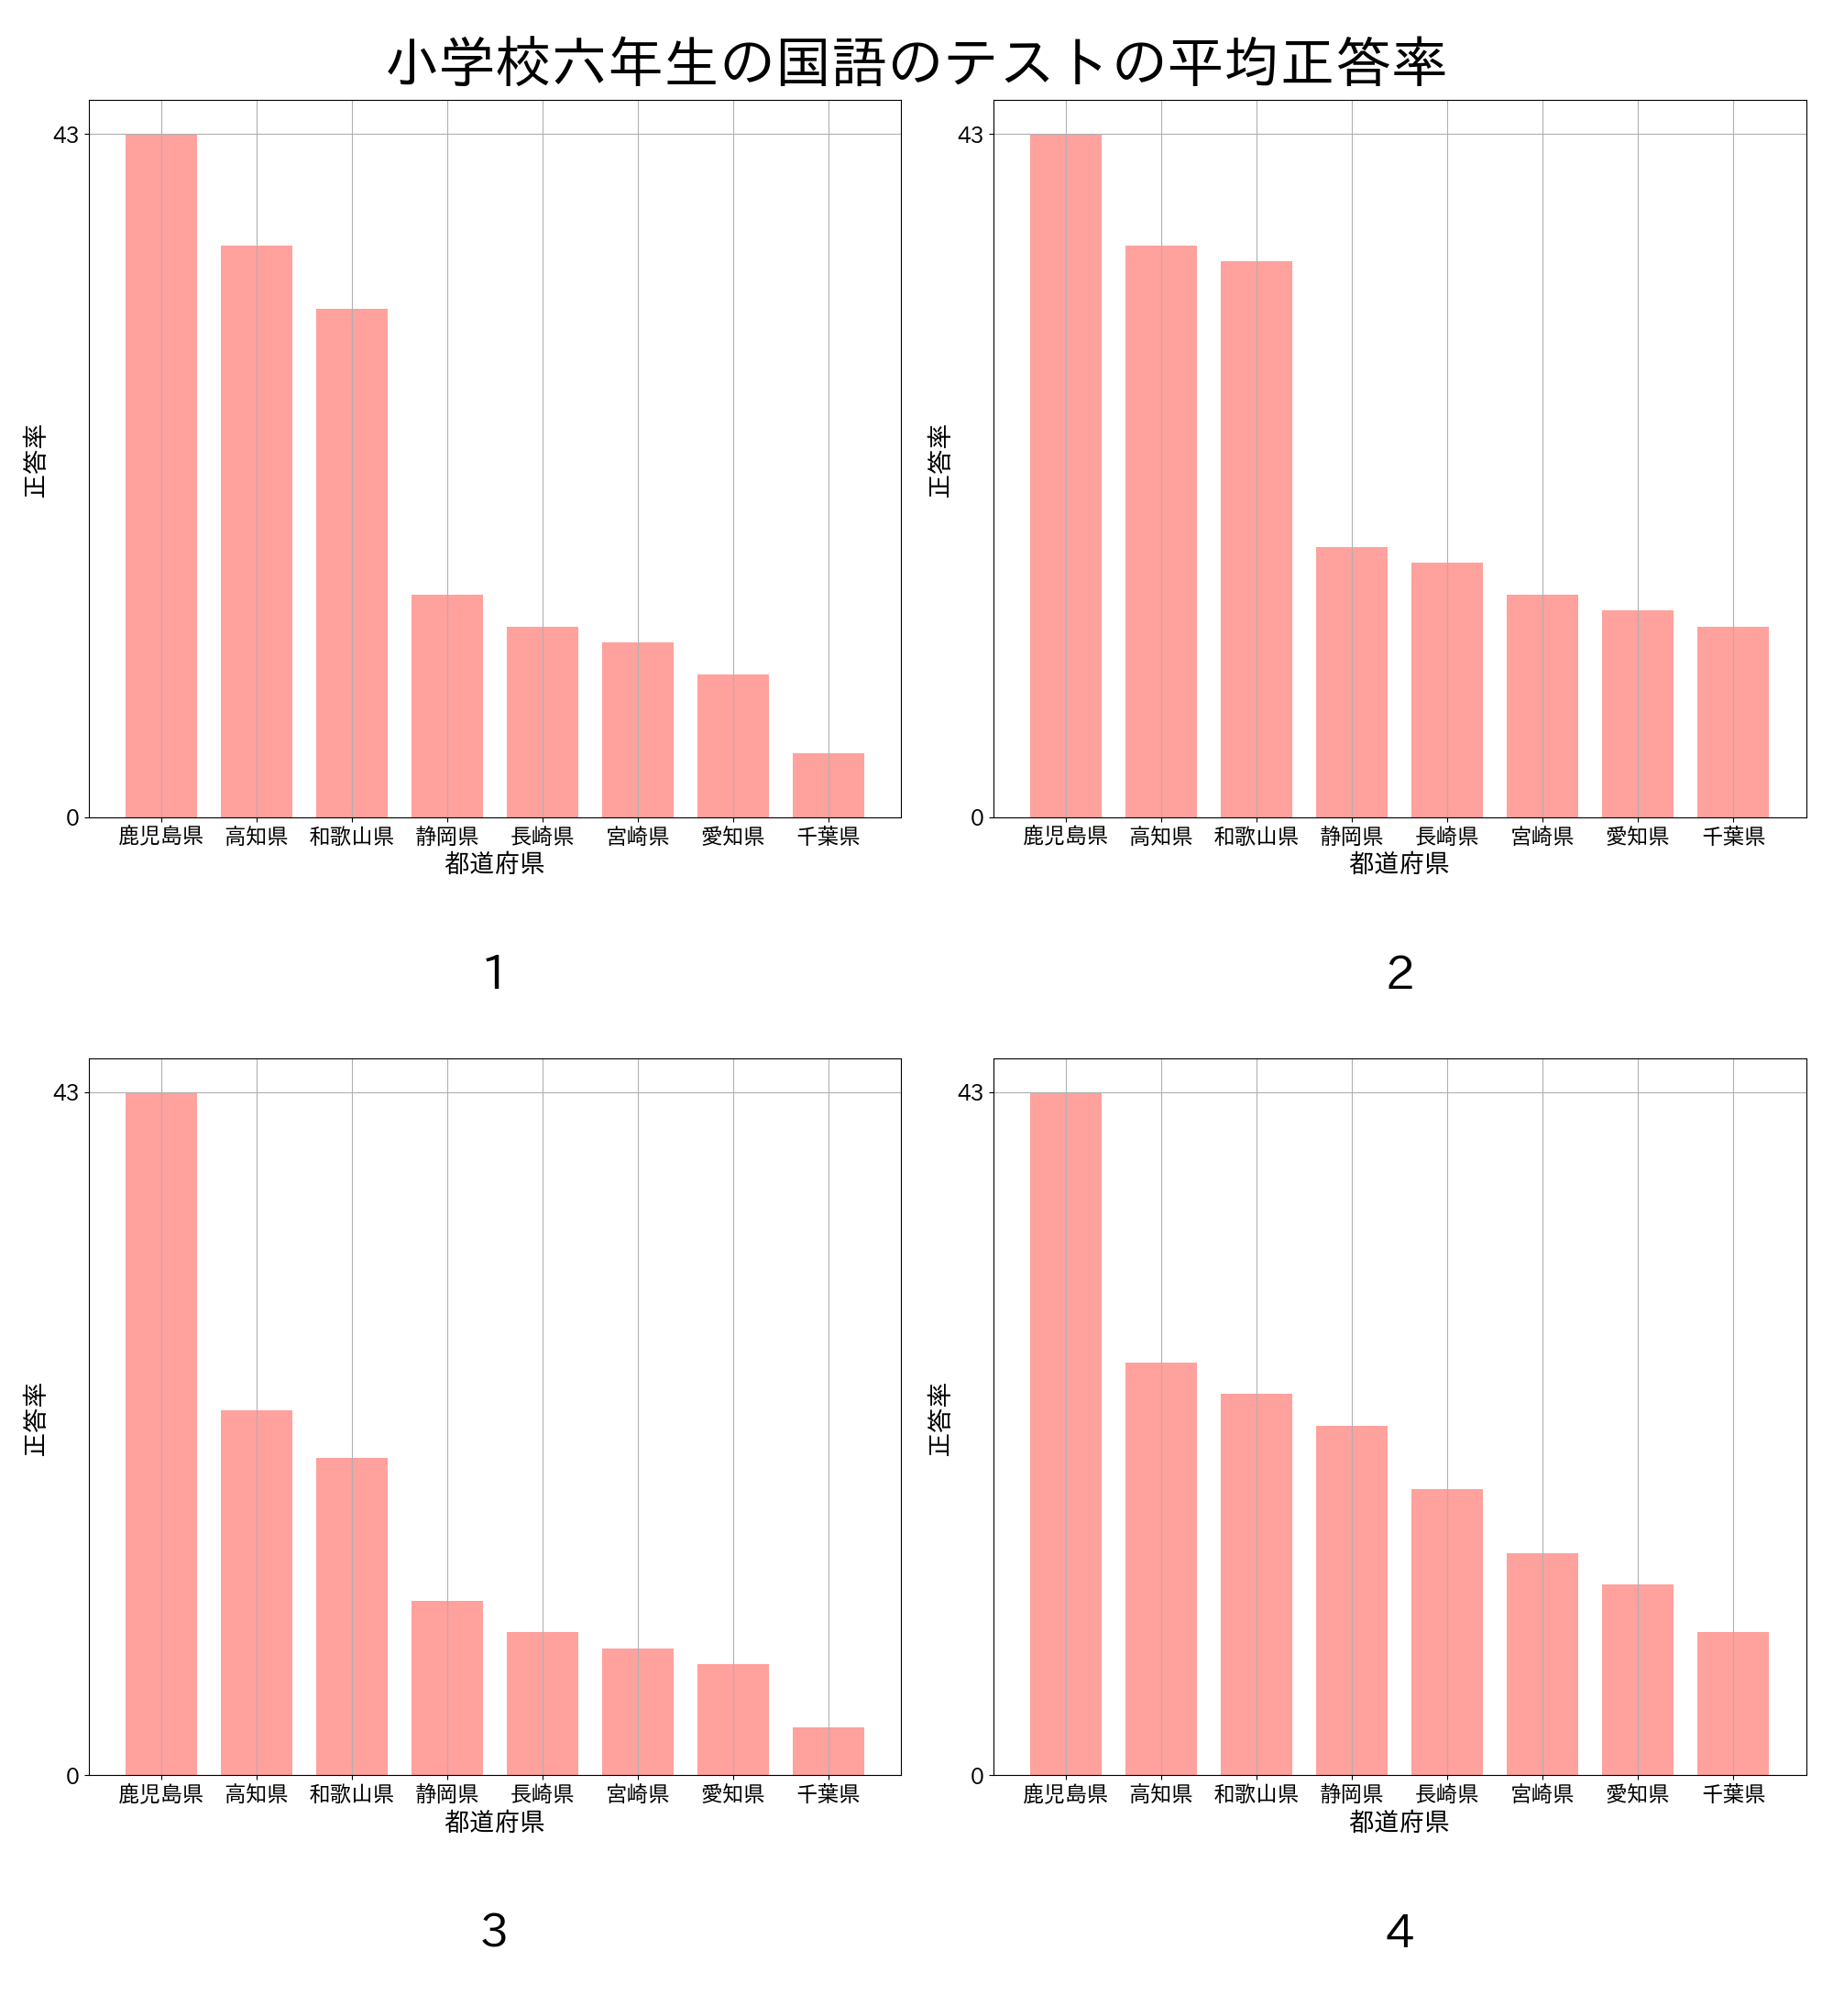 小学校六年生の国語のテストの平均正答率
43
正答率
0
鹿児島県 高知県 和歌山県 静岡県 長崎県 宮崎県 愛知県 千葉県
都道府県
1
43
正答率
0
鹿児島県 高知県 和歌山県 静岡県 長崎県 宮崎県 愛知県 千葉県
都道府県
2
43
正答率
0
鹿児島県 高知県 和歌山県 静岡県 長崎県 宮崎県 愛知県 千葉県
都道府県
3
43
正答率
0
鹿児島県 高知県 和歌山県 静岡県 長崎県 宮崎県 愛知県 千葉県
都道府県
4